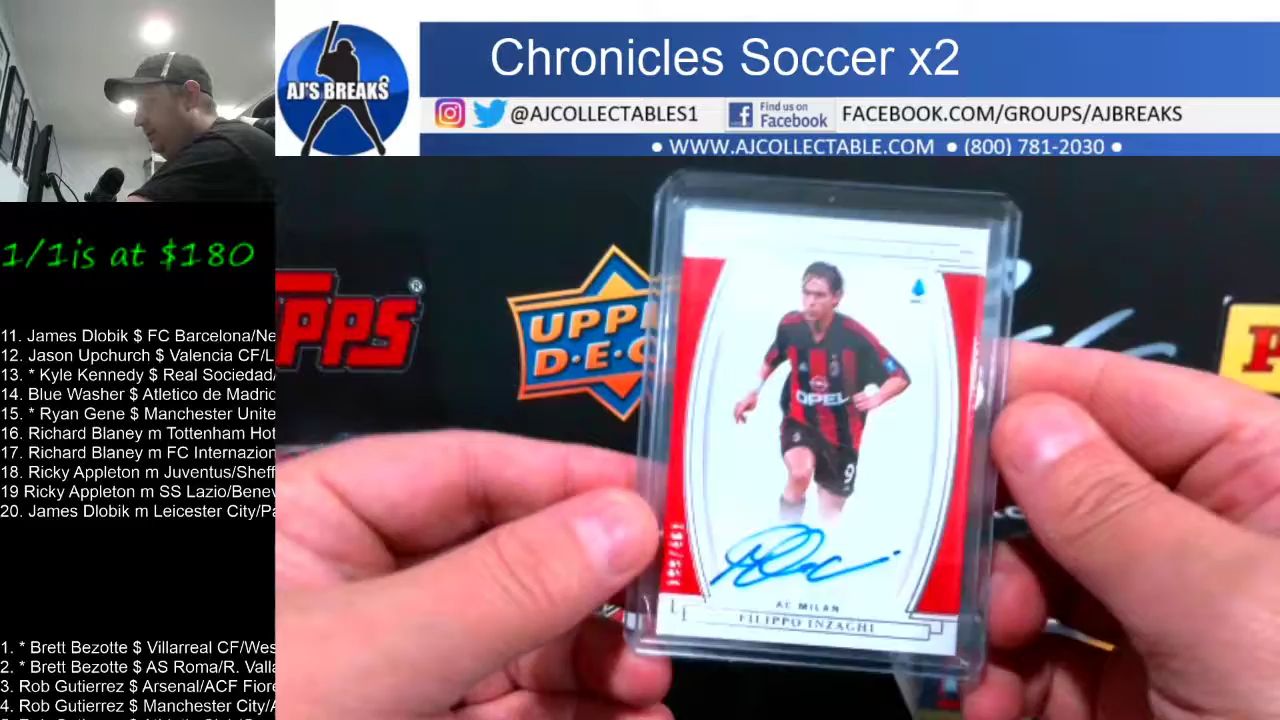 Chronicles Soccer x2
AJ'S BREAKS
@AJCOLLECTABLES1
Find us on
Facebook
FACEBOOK.COM/GROUPS/AJBREAKS
• WWW.AJCOLLECTABLE.COM • (800) 781-2030 •
1/1is at $180
11. James Dlobik $ FC Barcelona/Ne
12. Jason Upchurch $ Valencia CF/L
13. * Kyle Kennedy $ Real Sociedad/
14. Blue Washer $ Atletico de Madrid
15. * Ryan Gene $ Manchester Unite
16. Richard Blaney m Tottenham Hot
17. Richard Blaney m FC Internazion
18. Ricky Appleton m Juventus/Sheff
19 Ricky Appleton m SS Lazio/Benev
20. James Dlobik m Leicester City/Pa
1. * Brett Bezotte $ Villarreal CF/Wes
2. * Brett Bezotte $ AS Roma/R. Valla
3. Rob Gutierrez $ Arsenal/ACF Fiore
4. Rob Gutierrez $ Manchester City/A
PPS
®
UPP
D·E·C
OPEL
9
AC MILAN
FILIPPO INZAGHI